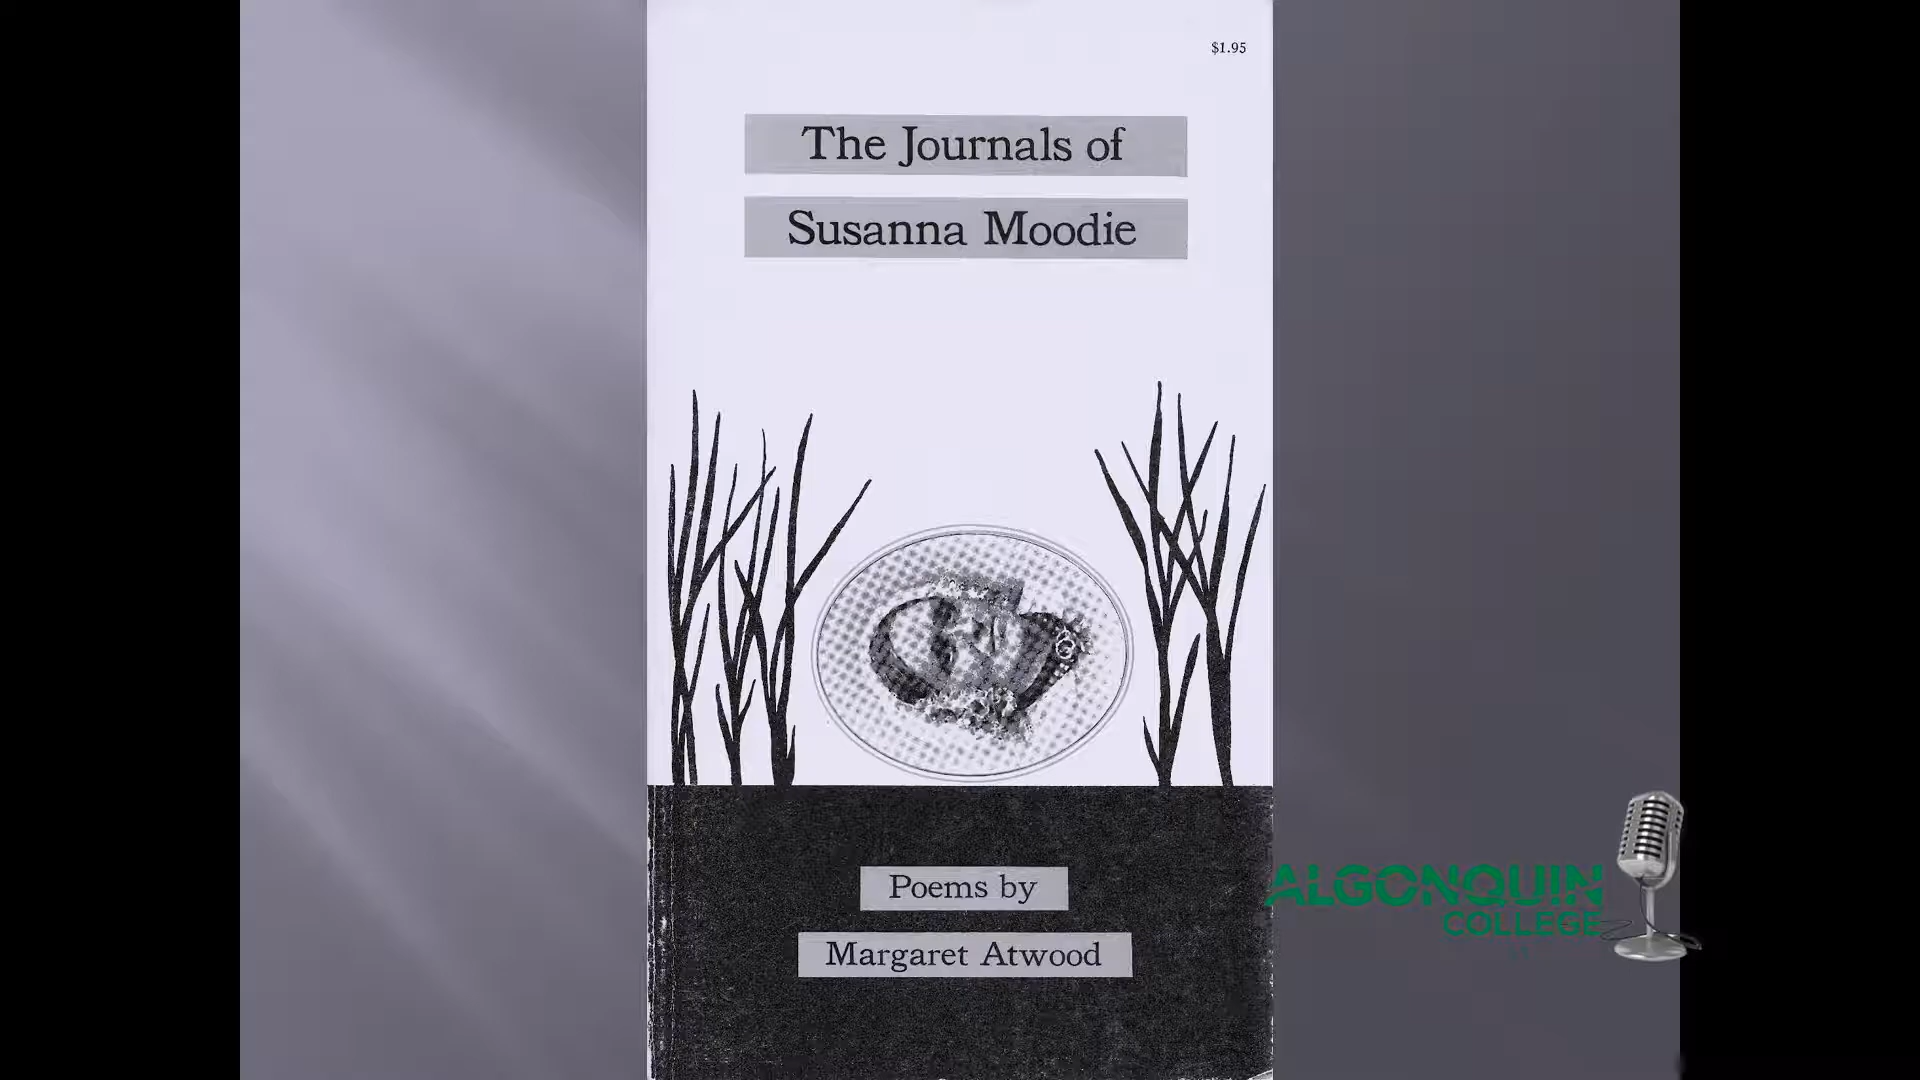 $1.95
The Journals of
Susanna Moodie
Poems by
Margaret Atwood
ALGONQUIN
COLLEGE